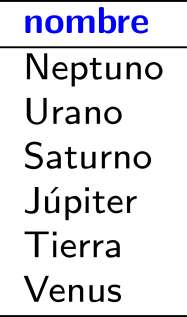 nombre
Neptuno
Urano
Saturno
Júpiter
Tierra
Venus